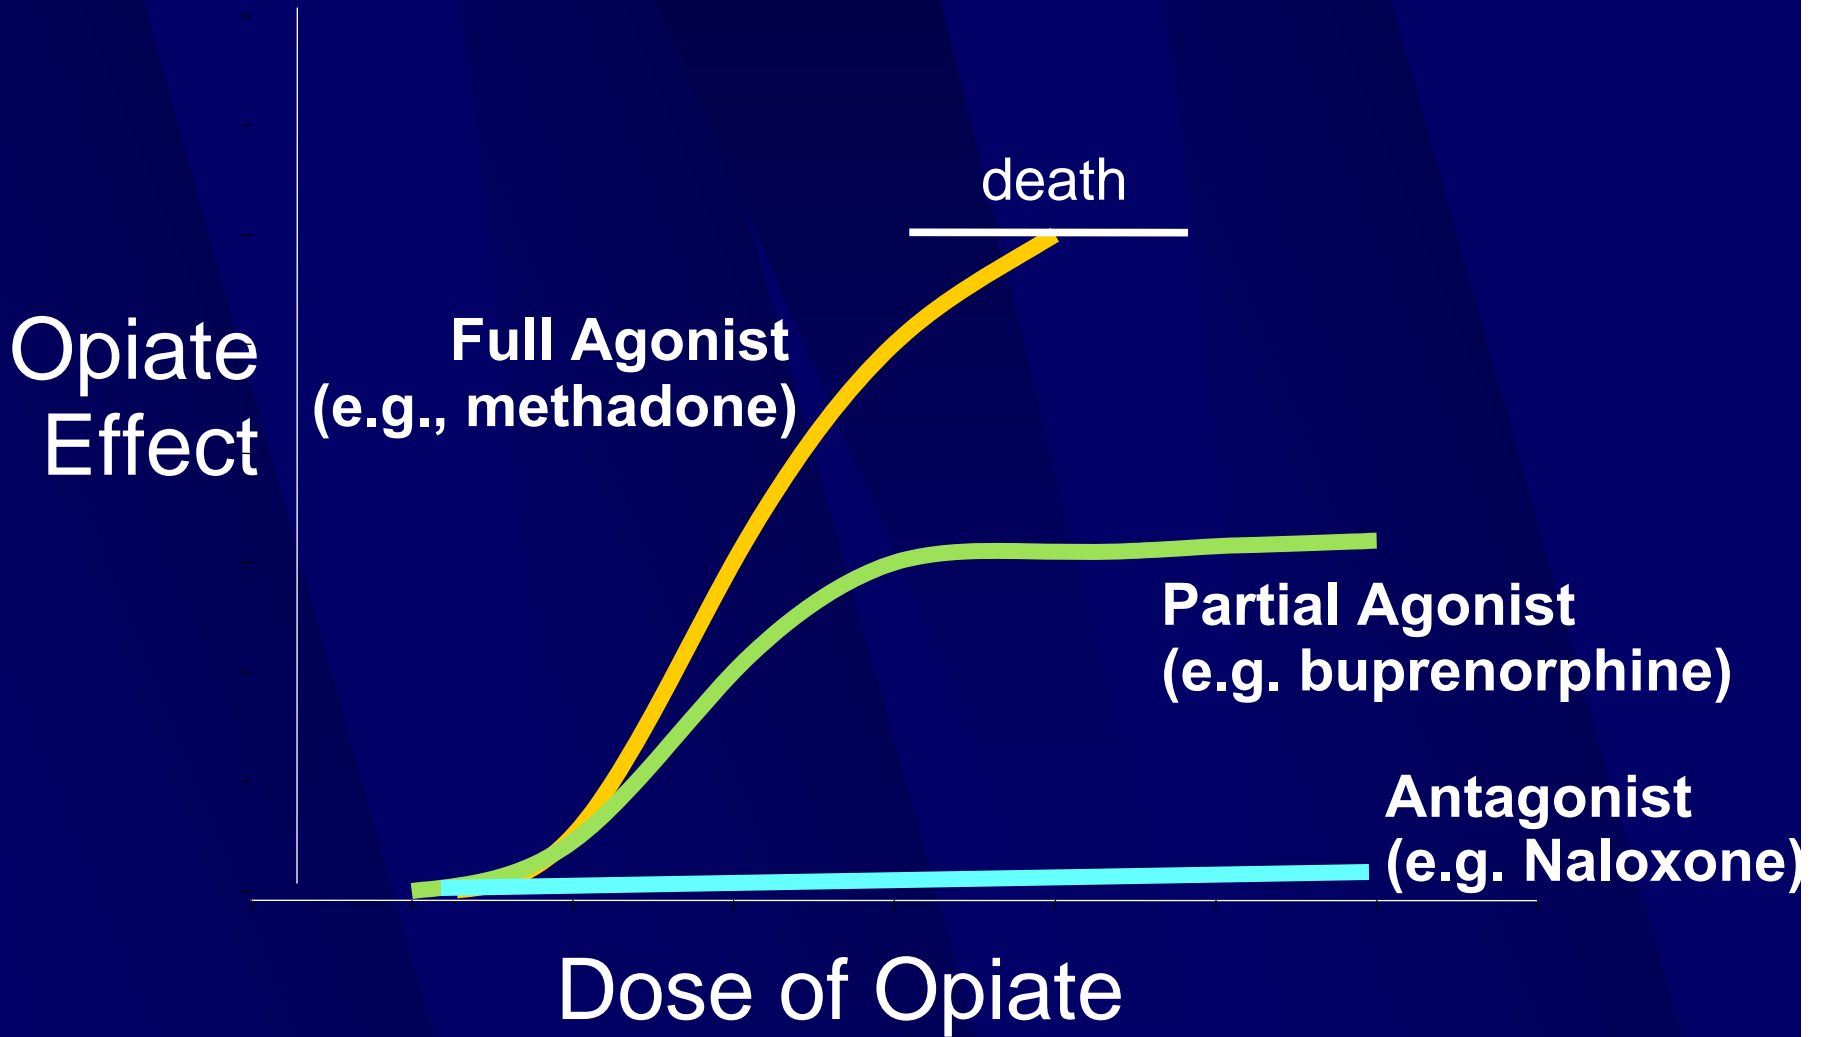 death
Opiate
Effect
Full Agonist
(e.g., methadone)
Partial Agonist
(e.g. buprenorphine)
Antagonist
(e.g. Naloxone)
Dose of Opiate